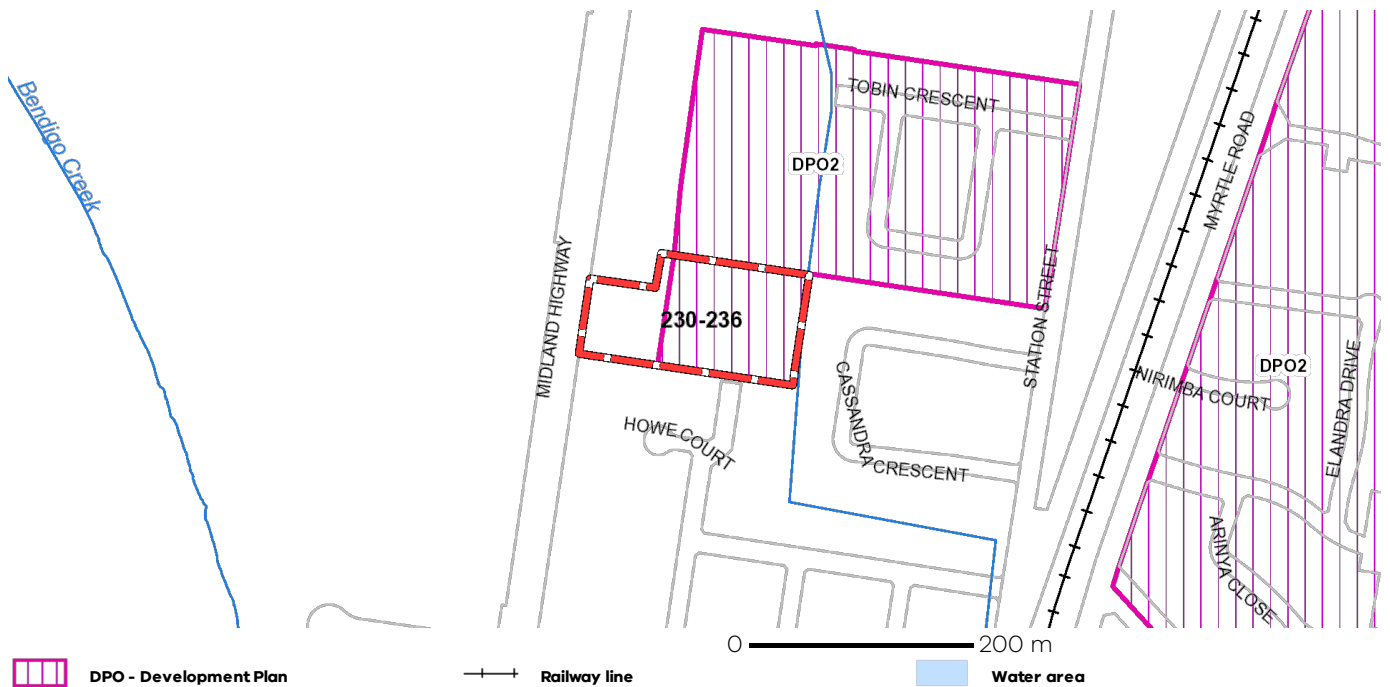 Bendigo Creek
TOBIN CRESCENT
DPO2
MYRTLE ROAD
MIDLAND HIGHWAY
STATION STREET
230-236
DPO2
NIRIMBA COURT
ELANDRA DRIVE
CASSANDRA CRESCENT
HOWE COURT
ARINYA CLOSE
0 200 m
DPO - Development Plan
Railway line
Water area